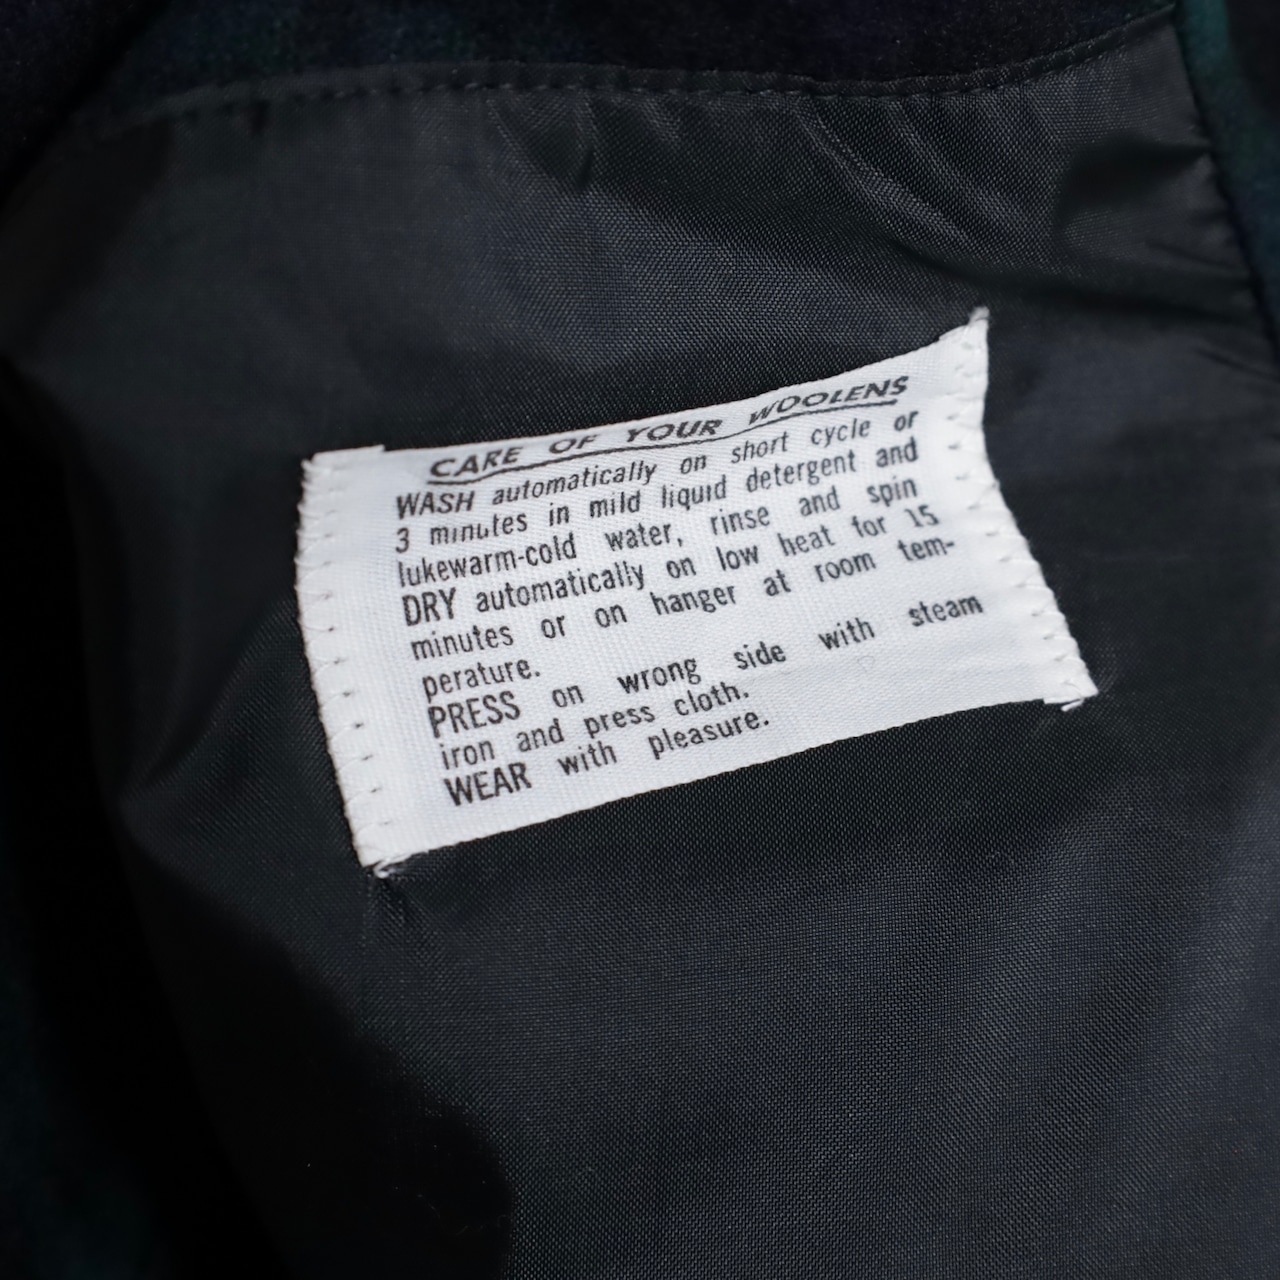 CARE OF YOUR WOOLENS
WASH automatically on short cycle or
3 minutes in mild liquid detergent and
lukewarm-cold water, rinse and spin
DRY automatically on low heat for 15
minutes or on hanger at room tem-
perature.
PRESS on wrong side with steam
iron and press cloth.
WEAR with pleasure.